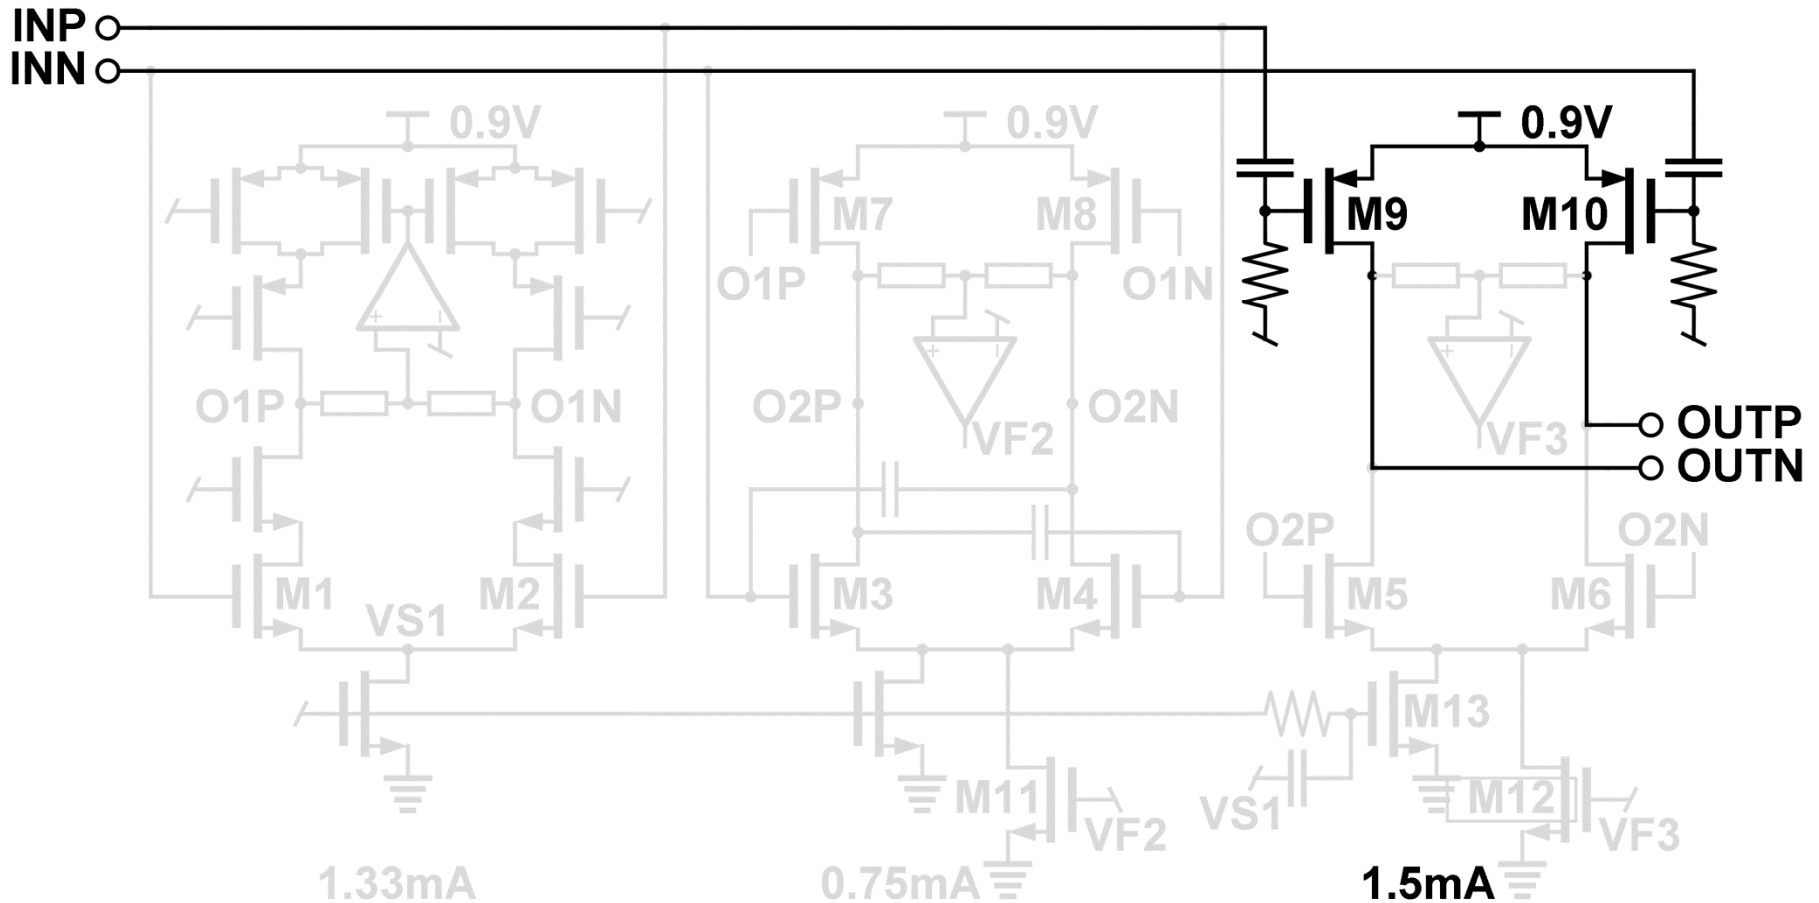 INP
INN
0.9V
0.9V
0.9V
M7
M8
M9
M10
O1P
O1N
+
-
+
-
+
-
O1P
O1N
O2P
O2N
VF2
VF3
OUTP
OUTN
O2P
O2N
M1
M2
M3
M4
M5
M6
VS1
M13
M11
M12
VS1
VF2
VF3
1.33mA
0.75mA
1.5mA